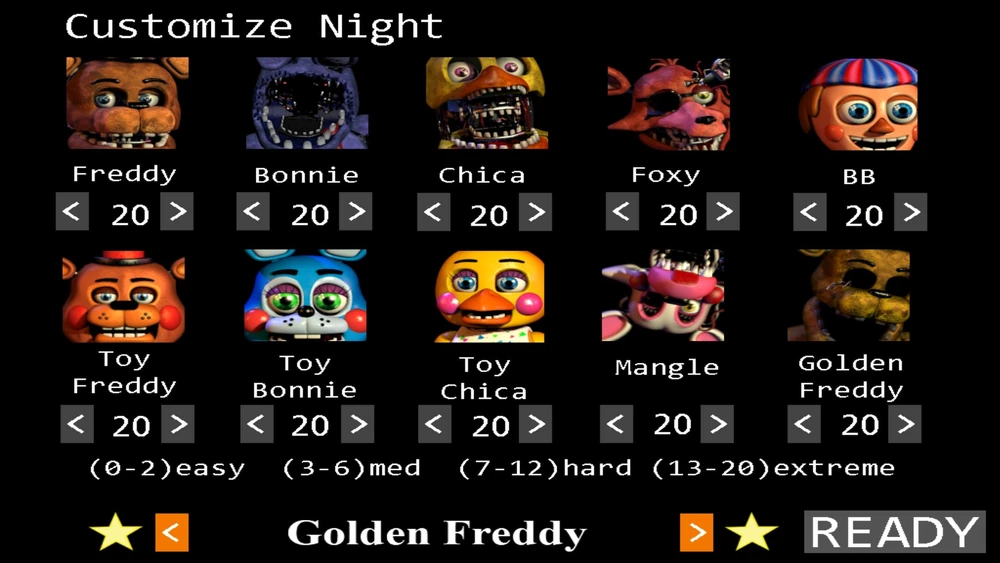 Customize Night
Freddy Bonnie Chica Foxy BB
< 20 > < 20 > < 20 > < 20 > < 20 >
Toy Freddy Toy Bonnie Toy Chica Mangle Golden Freddy
< 20 > < 20 > < 20 > < 20 > < 20 >
(0-2)easy (3-6)med (7-12)hard (13-20)extreme
< Golden Freddy > READY